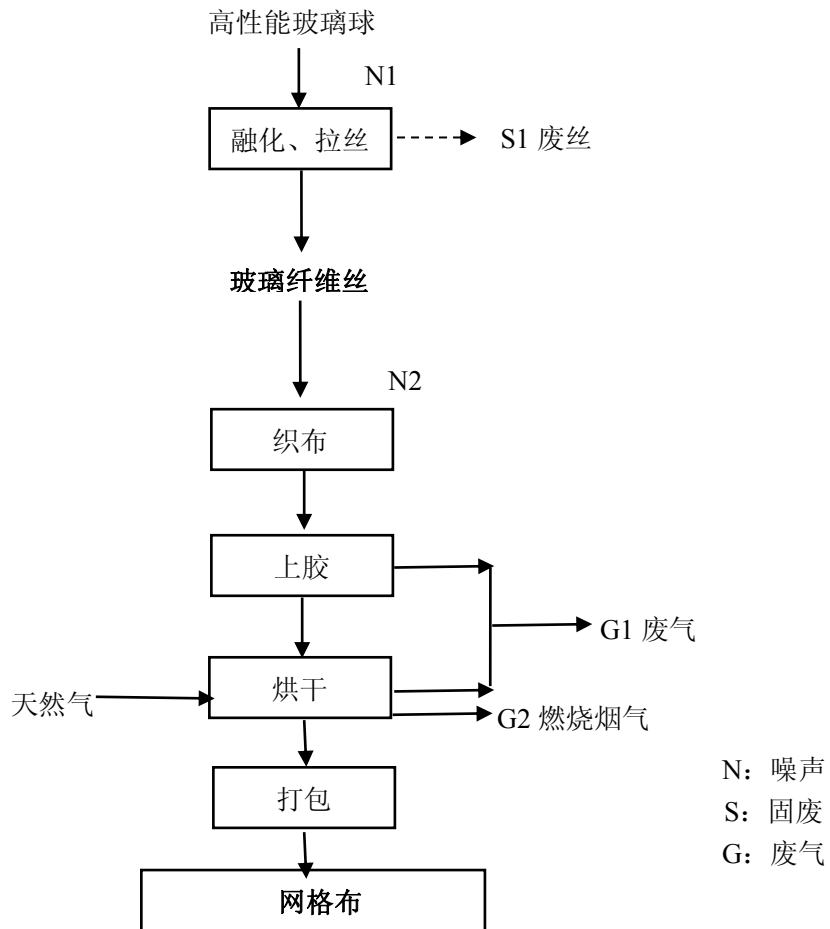 高性能玻璃球
N1
融化、拉丝
S1 废丝
玻璃纤维丝
N2
织布
上胶
G1 废气
烘干
天然气
G2 燃烧烟气
打包
N：噪声
S：固废
G：废气
网格布